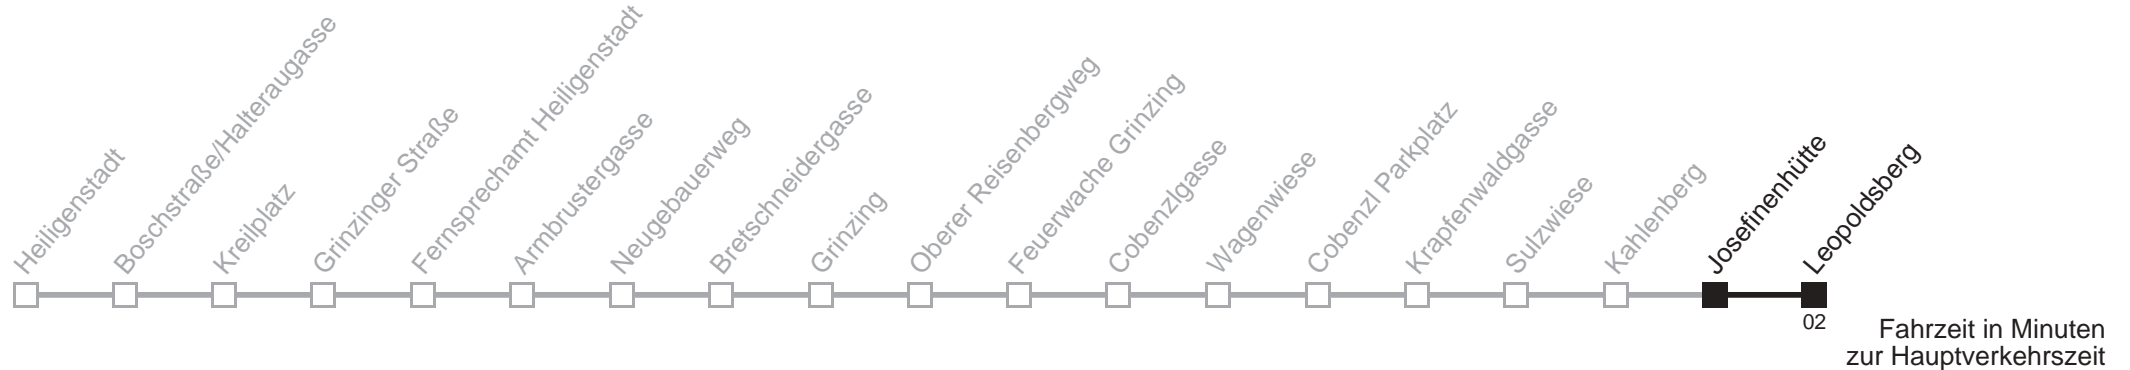 Heiligenstadt
Boschstraße/Halteraugasse
Kreilplatz
Grinzinger Straße
Fernsprechamt Heiligenstadt
Armbrustergasse
Neugebauerweg
Bretschneidergasse
Grinzing
Oberer Reisenbergweg
Feuerwache Grinzing
Cobenzlgasse
Wagenwiese
Cobenzl Parkplatz
Krapfenwaldgasse
Sulzwiese
Kahlenberg
Josefinenhütte
Leopoldsberg
02
Fahrzeit in Minuten
zur Hauptverkehrszeit